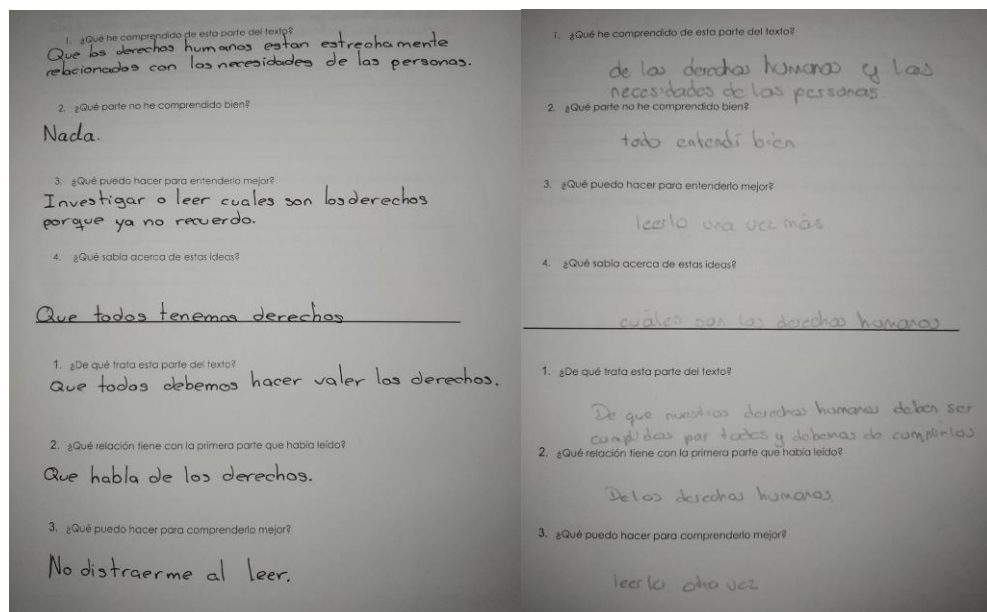 1. ¿Qué he comprendido de esta parte del texto?
Que los derechos humanos estan estrechamente
relacionados con las necesidades de las personas.
2. ¿Qué parte no he comprendido bien?
Nada.
3. ¿Qué puedo hacer para entenderlo mejor?
Investigar o leer cuales son los derechos
porque ya no recuerdo.
4. ¿Qué sabía acerca de estas ideas?
Que todos tenemos derechos
1. ¿De qué trata esta parte del texto?
Que todos debemos hacer valer los derechos.
2. ¿Qué relación tiene con la primera parte que había leído?
Que habla de los derechos.
3. ¿Qué puedo hacer para comprenderlo mejor?
No distraerme al leer.
1. ¿Qué he comprendido de esta parte del texto?
de los derechos humanos y las
necesidades de las personas
2. ¿Qué parte no he comprendido bien?
todo entendí bien
3. ¿Qué puedo hacer para entenderlo mejor?
leerlo una vez más
4. ¿Qué sabía acerca de estas ideas?
cuáles son los derechos humanos
1. ¿De qué trata esta parte del texto?
De que nuestros derechos humanos deben ser
cumplidos por todos y debemos de cumplirlos
2. ¿Qué relación tiene con la primera parte que había leído?
De los derechos humanos.
3. ¿Qué puedo hacer para comprenderlo mejor?
leerlo otra vez